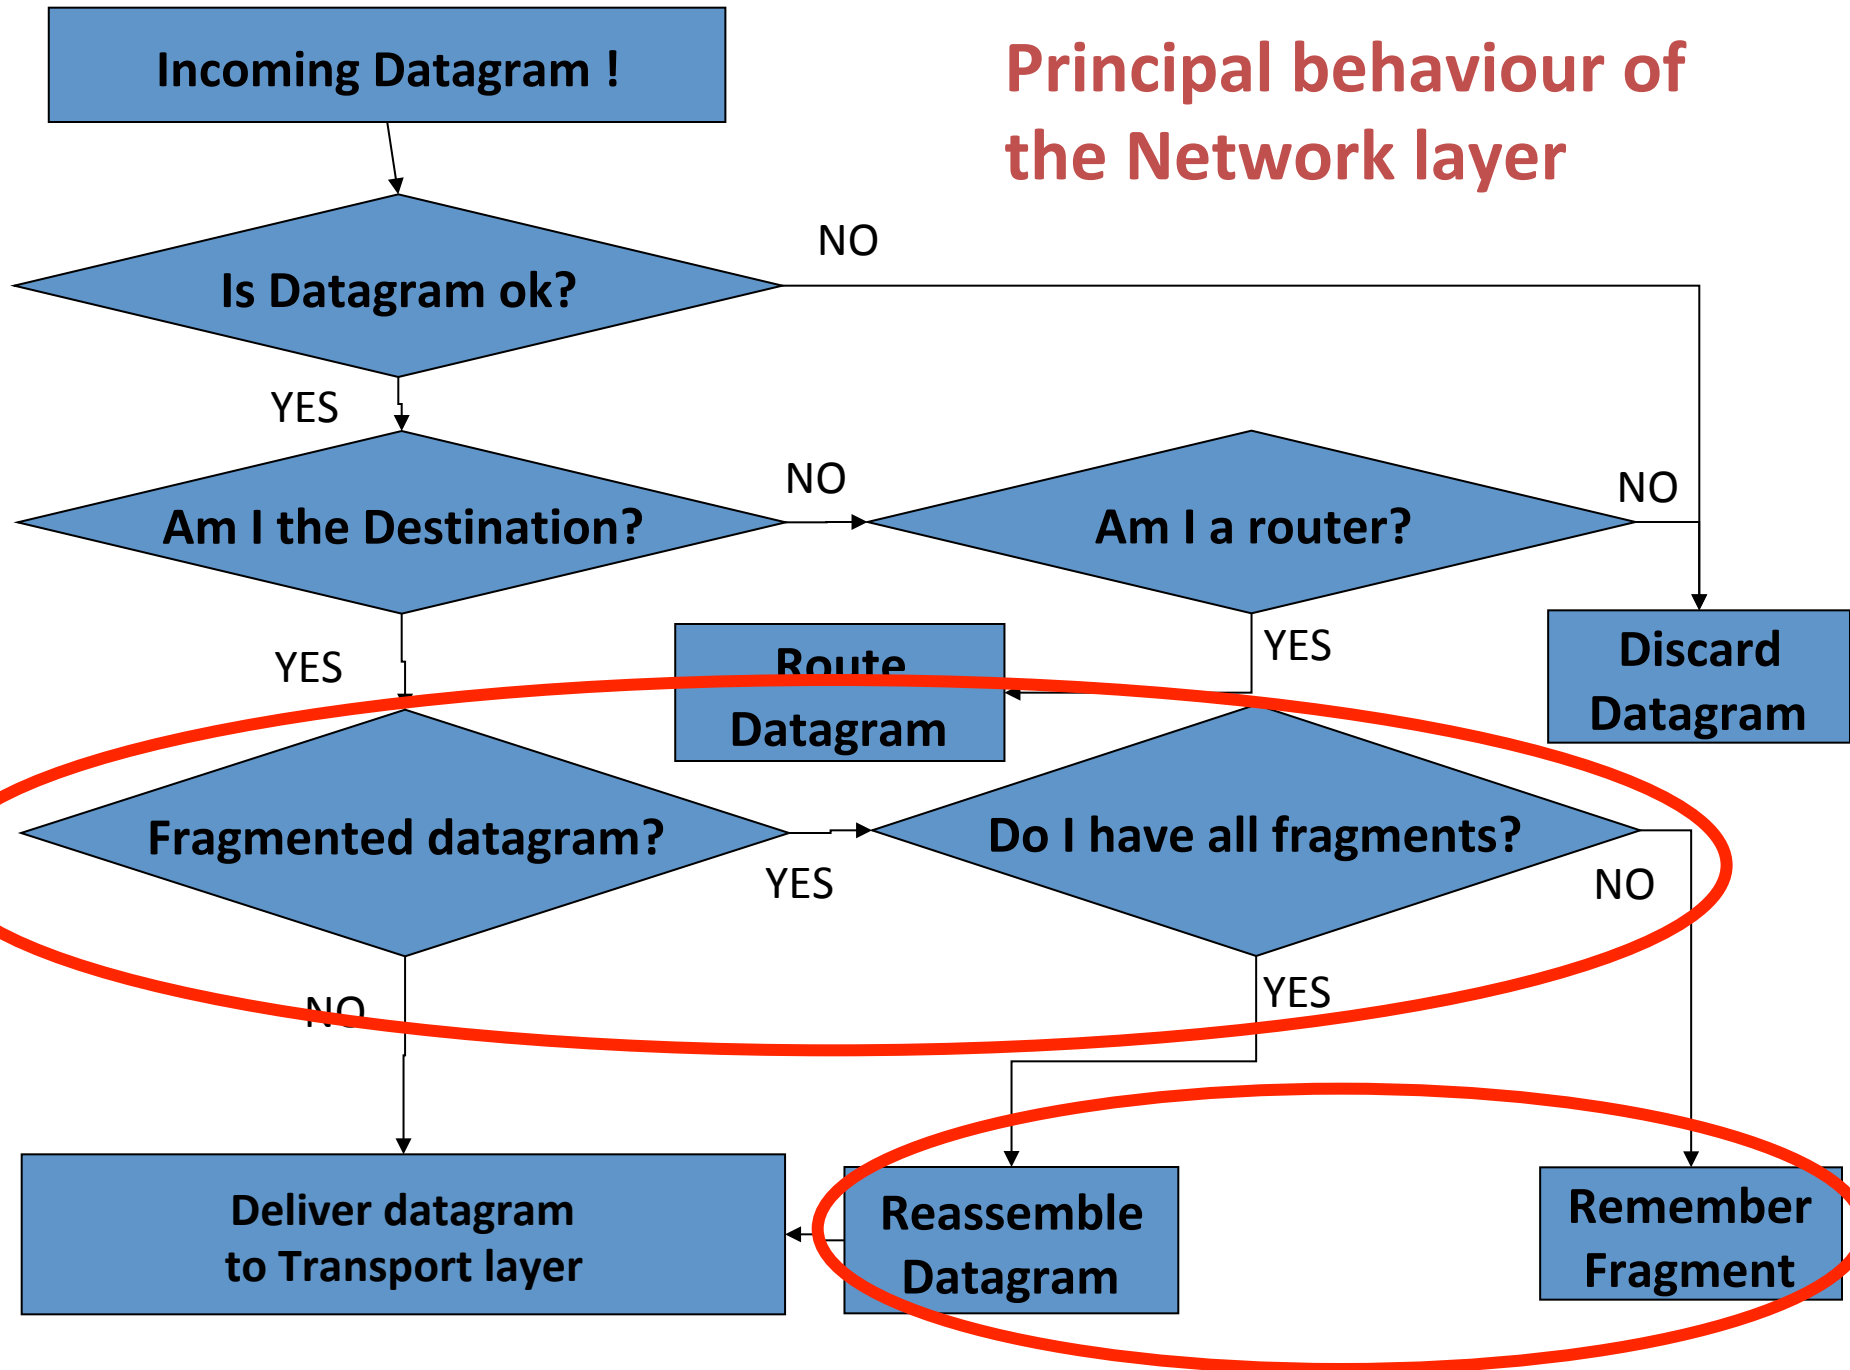 Incoming Datagram !
Principal behaviour of
the Network layer
NO
Is Datagram ok?
YES
NO
NO
Am I the Destination?
Am I a router?
YES
YES
Route
Datagram
Discard
Datagram
Fragmented datagram?
Do I have all fragments?
YES
NO
NO
YES
Deliver datagram
to Transport layer
Reassemble
Datagram
Remember
Fragment